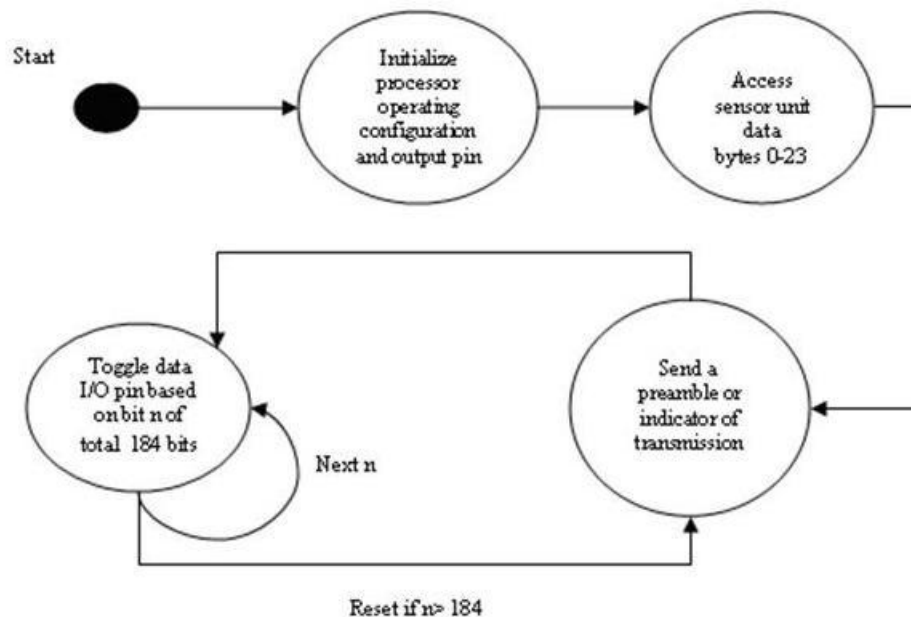 Start
Initialize
processor
operating
configuration
and output pin
Access
sensor unit
data
bytes 0-23
Toggle data
I/O pin based
on bit n of
total 184 bits
Next n
Send a
preamble or
indicator of
transmission
Reset if n> 184